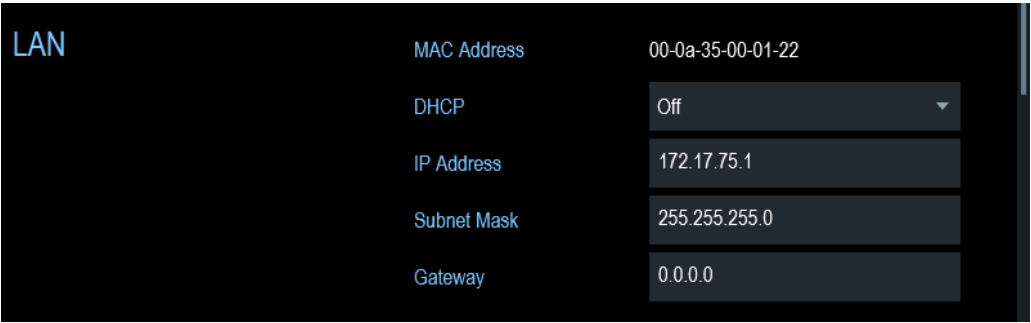 LAN
MAC Address 00-0a-35-00-01-22
DHCP Off
IP Address 172.17.75.1
Subnet Mask 255.255.255.0
Gateway 0.0.0.0